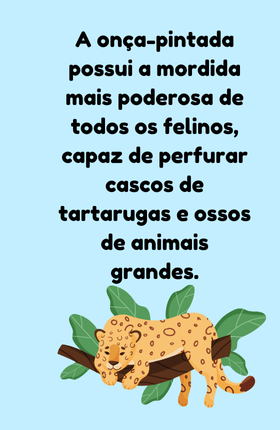 A onça-pintada
possui a mordida
mais poderosa de
todos os felinos,
capaz de perfurar
cascos de
tartarugas e ossos
de animais
grandes.